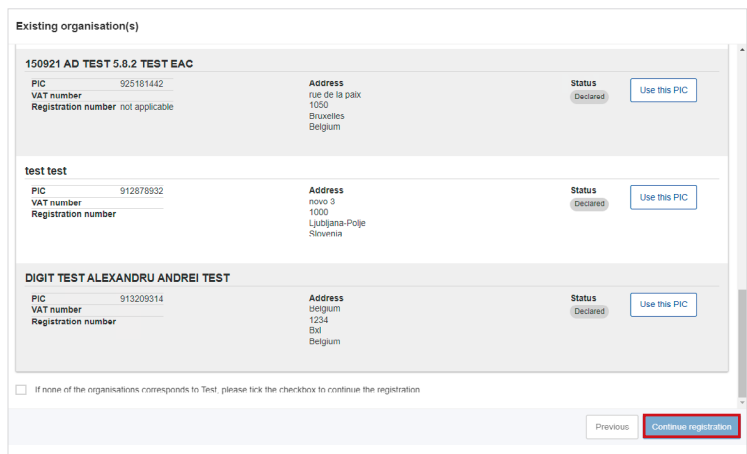 Existing organisation(s)
150921 AD TEST 5.8.2 TEST EAC
PIC 925181442
VAT number
Registration number not applicable
Address
rue de la paix
1050
Bruxelles
Belgium
Status
Declared
Use this PIC
test test
PIC 912878932
VAT number
Registration number
Address
novo 3
1000
Ljubljana-Polje
Slovenia
Status
Declared
Use this PIC
DIGIT TEST ALEXANDRU ANDREI TEST
PIC 913209314
VAT number
Registration number
Address
Belgium
1234
Bxl
Belgium
Status
Declared
Use this PIC
If none of the organisations corresponds to Test, please tick the checkbox to continue the registration
Previous
Continue registration